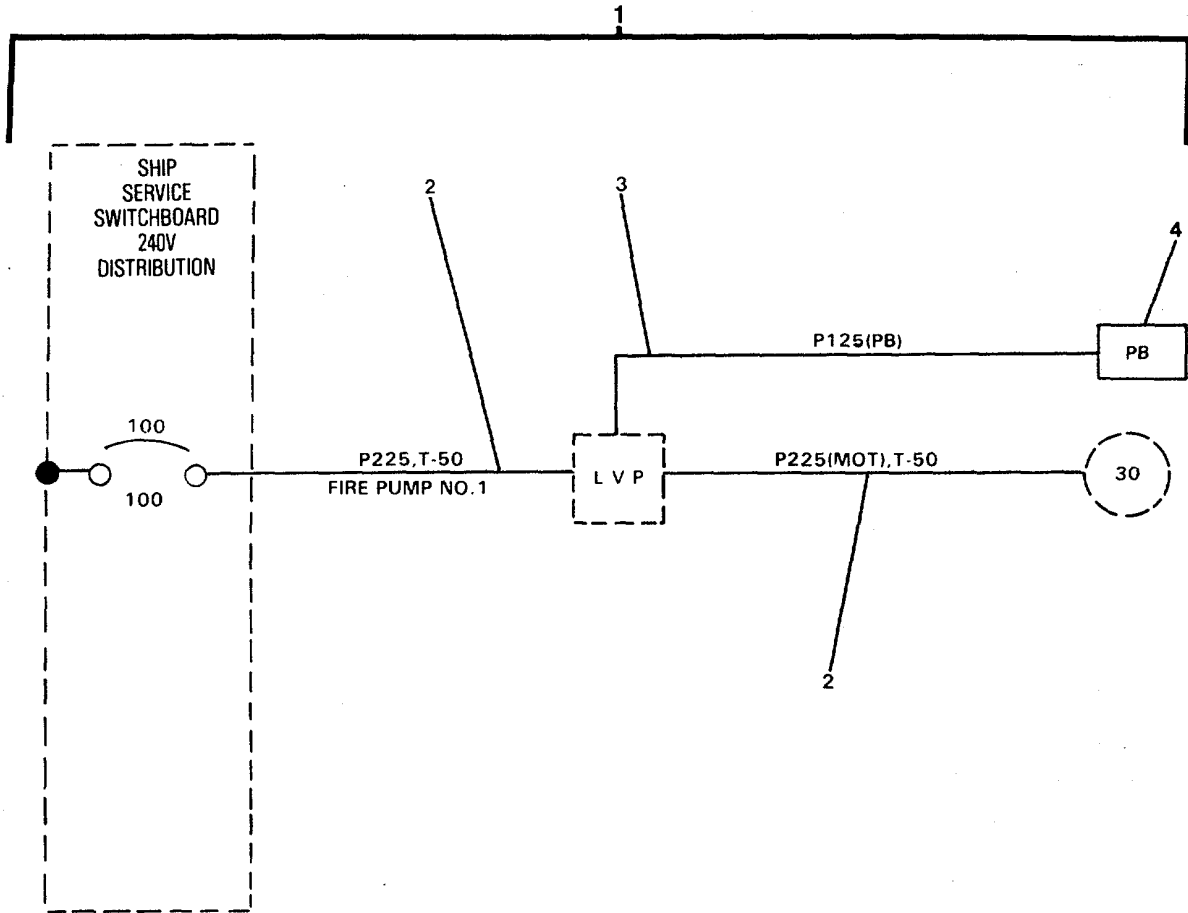 1
SHIP
SERVICE
SWITCHBOARD
240V
DISTRIBUTION
2
3
4
P125(PB)
PB
100
100
P225,T-50
FIRE PUMP NO.1
L V P
P225(MOT),T-50
30
2